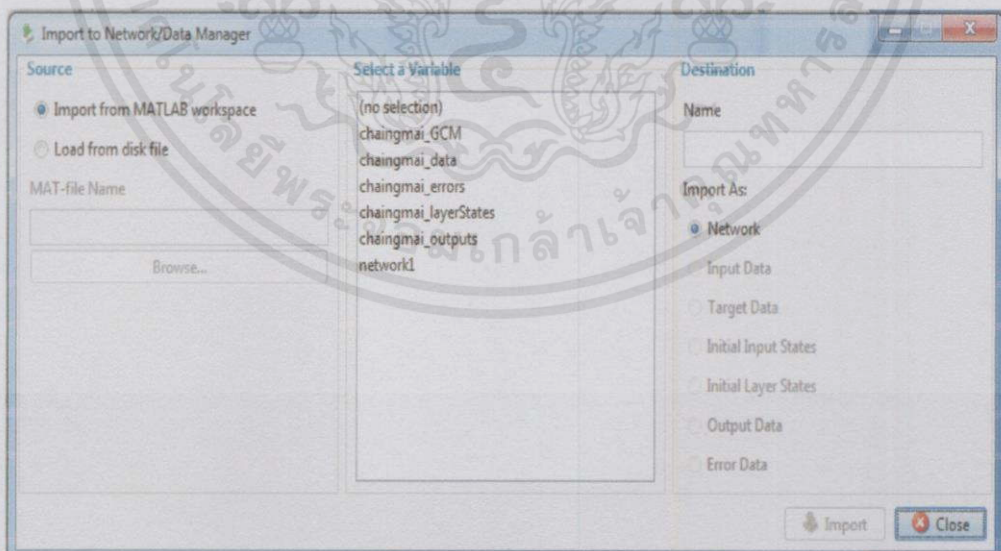 Import to Network/Data Manager
Source
Import from MATLAB workspace
Load from disk file
MAT-file Name
Browse...
Select a Variable
(no selection)
chaingmai_GCM
chaingmai_data
chaingmai_errors
chaingmai_layerStates
chaingmai_outputs
network1
Destination
Name
Import As:
Network
Input Data
Target Data
Initial Input States
Initial Layer States
Output Data
Error Data
Import
Close